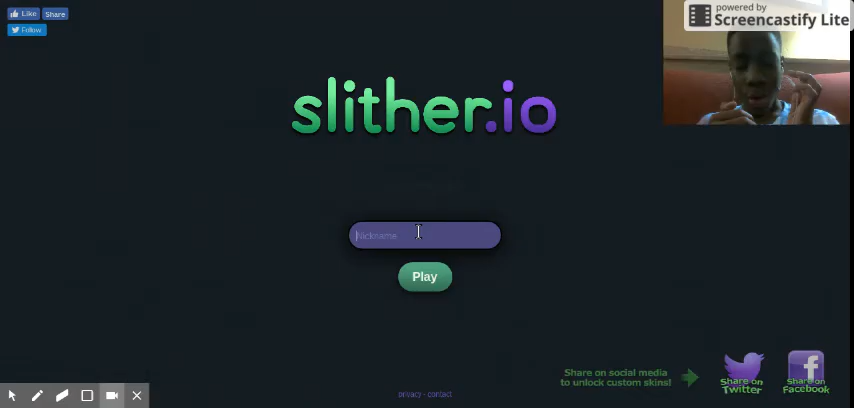 Like Share
Follow
powered by
Screencastify Lite
slither.io
Nickname
Play
Share on social media
to unlock custom skins!
Share on
Twitter
Share on
Facebook
privacy · contact